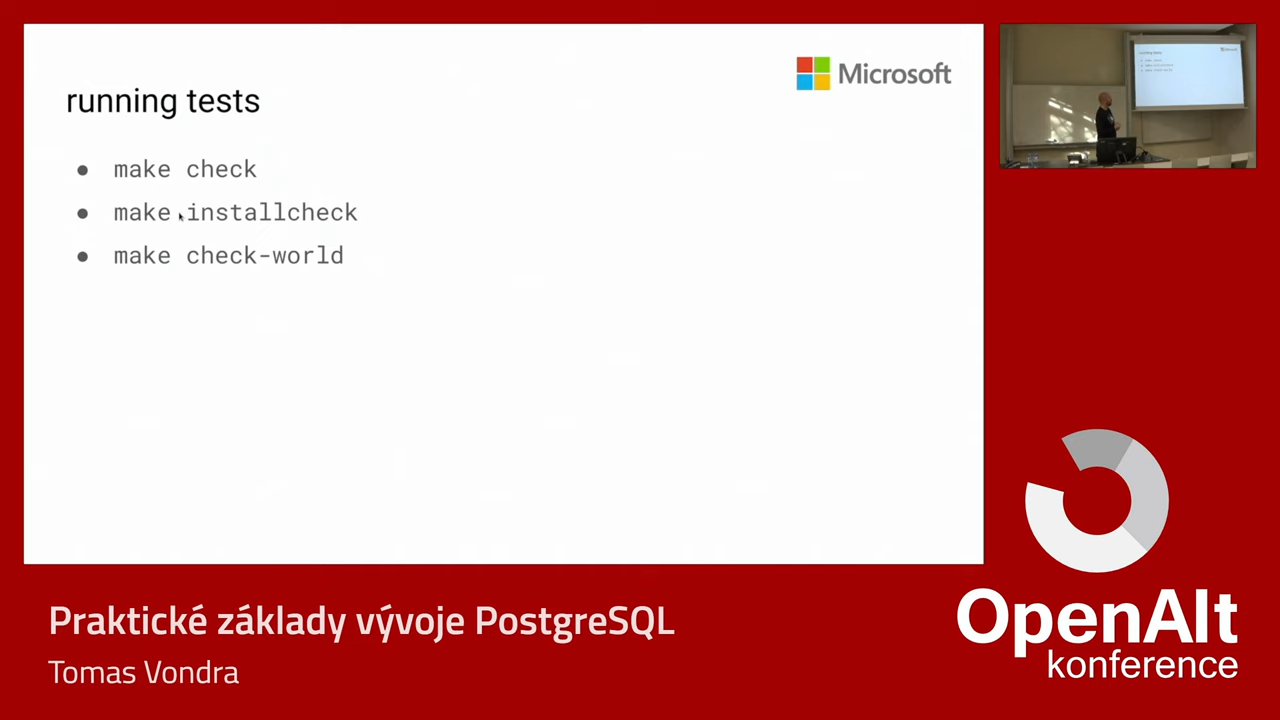 running tests
Microsoft
● make check
● make installcheck
● make check-world
Praktické základy vývoje PostgreSQL
Tomas Vondra
OpenAlt
konference